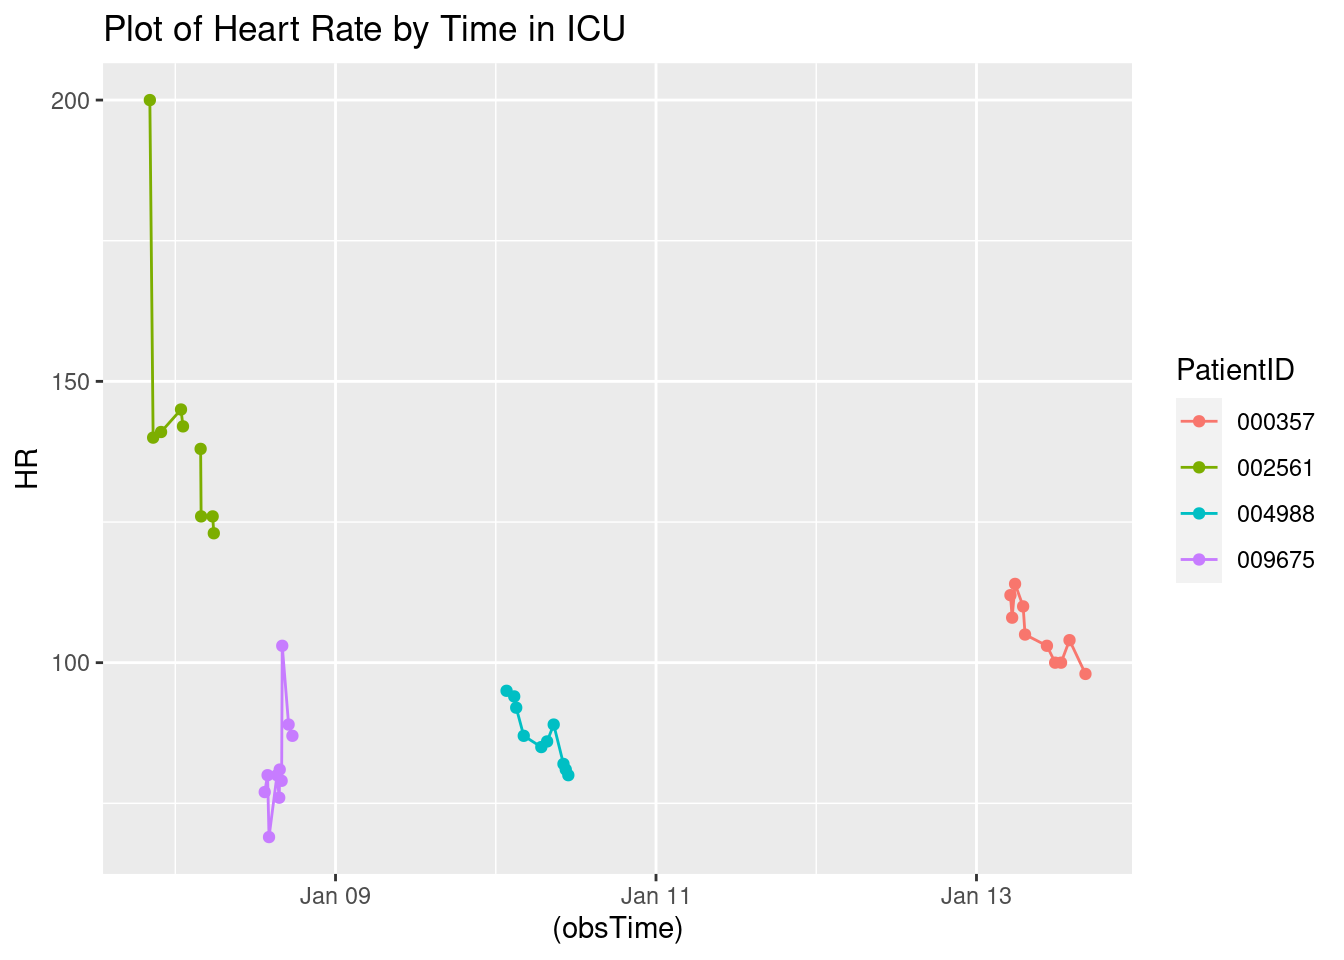 Plot of Heart Rate by Time in ICU
200
150
100
HR
Jan 09
Jan 11
Jan 13
(obsTime)
PatientID
000357
002561
004988
009675